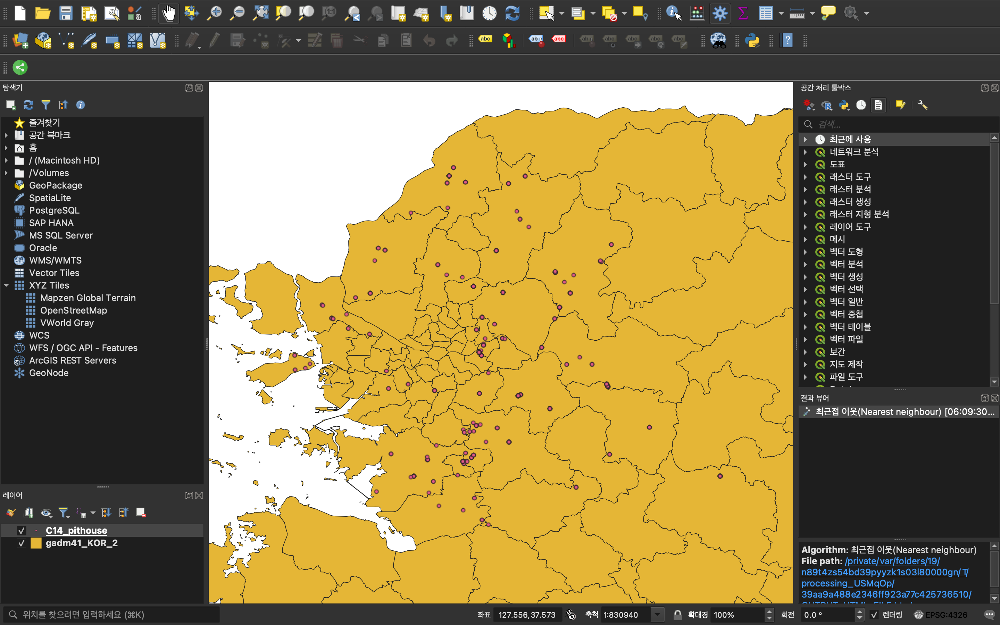 a
1:1
abc
ab
abc
ab
abc
abc
abc
abc
?
탐색기
공간 처리 툴박스
R
검색...
즐겨찾기
공간 북마크
홈
/ (Macintosh HD)
/Volumes
GeoPackage
SpatiaLite
PostgreSQL
SAP HANA
MS SQL Server
Oracle
WMS/WMTS
Vector Tiles
XYZ Tiles
Mapzen Global Terrain
OpenStreetMap
VWorld Gray
WCS
WFS / OGC API - Features
ArcGIS REST Servers
GeoNode
최근에 사용
네트워크 분석
도표
래스터 도구
래스터 분석
래스터 생성
래스터 지형 분석
레이어 도구
메시
벡터 도형
벡터 분석
벡터 생성
벡터 선택
벡터 일반
벡터 중첩
벡터 테이블
벡터 파일
보간
지도 제작
파일 도구
결과 뷰어
최근접 이웃(Nearest neighbour) [06:09:30...
레이어
C14_pithouse
gadm41_KOR_2
Algorithm: 최근접 이웃(Nearest neighbour)
File path: /private/var/folders/19/
n89t4zs54bd39pyyzk1s03l80000gn/T/
processing_USMqOp/
39aa9a488e2346ff923a77c425736510/
위치를 찾으려면 입력하세요 (⌘K)
좌표 127.556,37.573 축척 1:830940 확대경 100% 회전 0.0 ° 렌더링 EPSG:4326